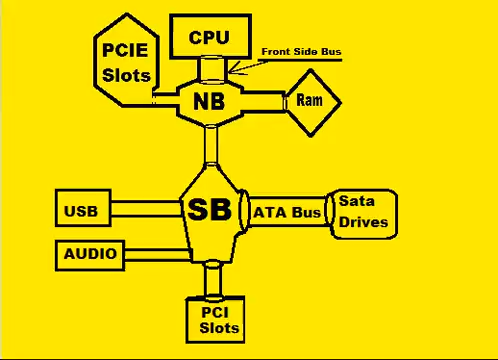 CPU
Front Side Bus
PCIE
Slots
NB
Ram
SB
USB
ATA Bus
Sata
Drives
AUDIO
PCI
Slots